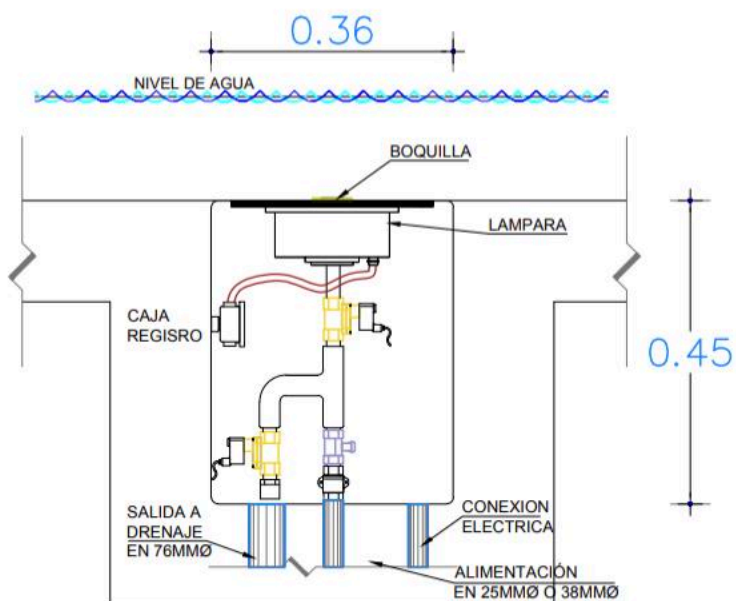 0.36
NIVEL DE AGUA
BOQUILLA
LAMPARA
CAJA
REGISRO
0.45
SALIDA A
DRENAJE
EN 76MMØ
CONEXION
ELECTRICA
ALIMENTACIÓN
EN 25MMØ O 38MMØ